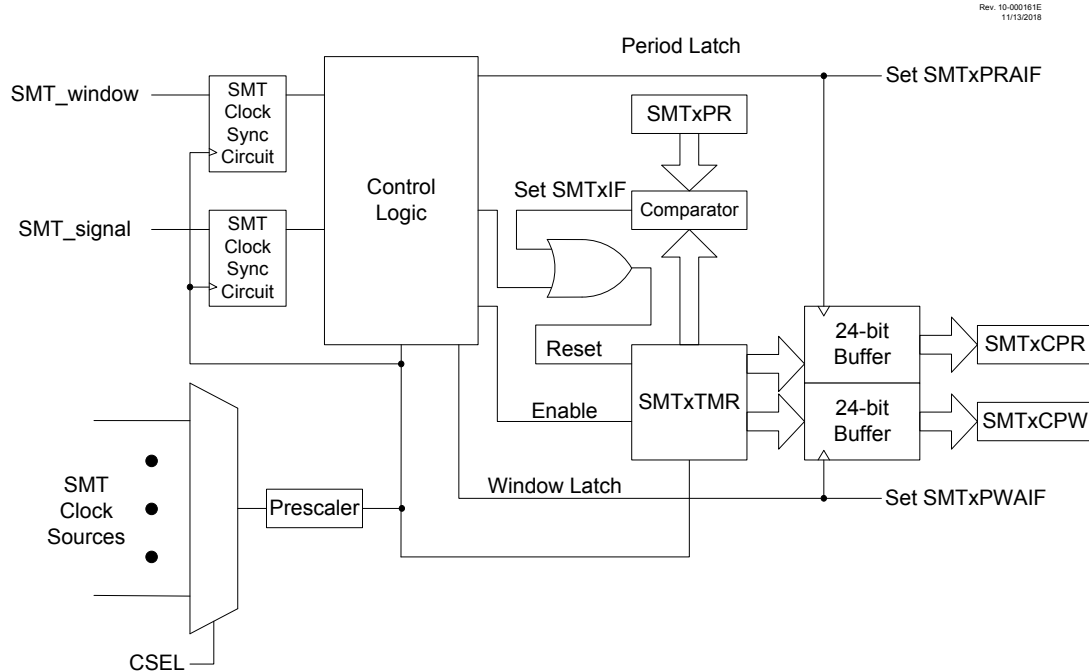 Rev. 10-000161E
11/13/2018
Period Latch
SMT_window
SMT
Clock
Sync
Circuit
Set SMTxPRAIF
SMTxPR
Control
Logic
Set SMTxIF
Comparator
SMT_signal
SMT
Clock
Sync
Circuit
Reset
24-bit
Buffer
SMTxCPR
SMTxTMR
Enable
24-bit
Buffer
SMTxCPW
Window Latch
Set SMTxPWAIF
SMT
Clock
Sources
Prescaler
CSEL